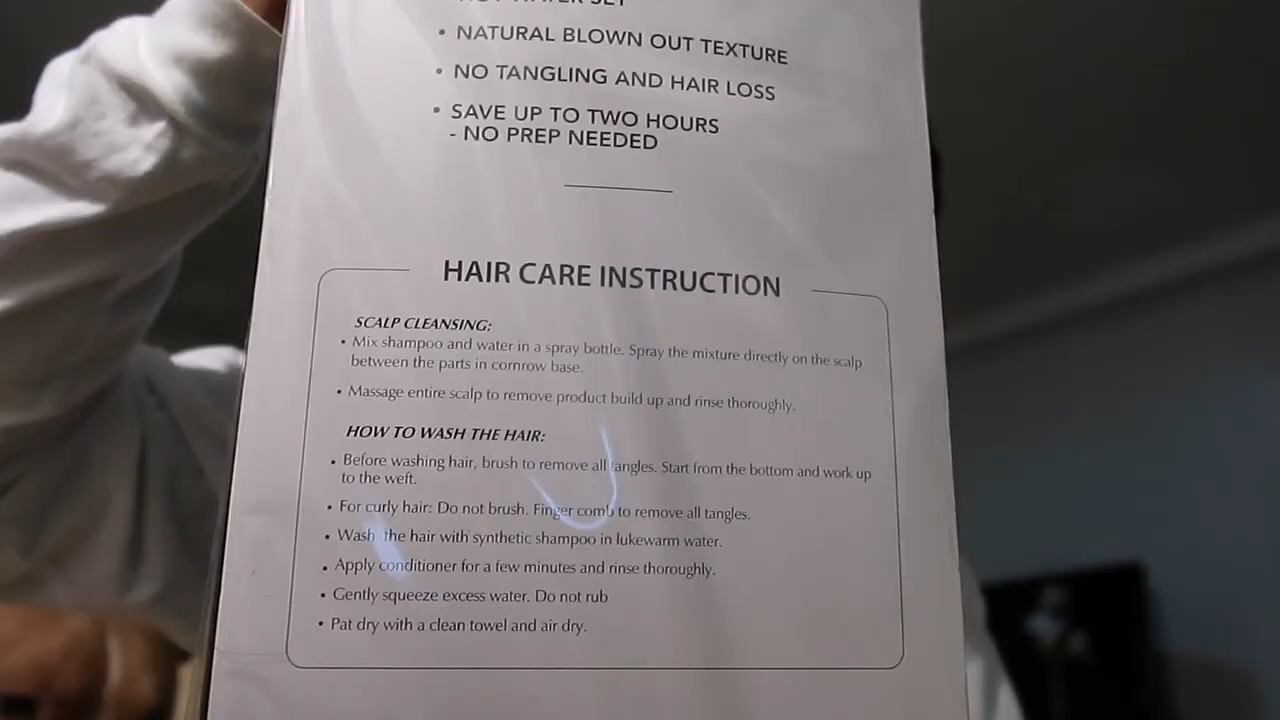 HOT WATER SET
• NATURAL BLOWN OUT TEXTURE
• NO TANGLING AND HAIR LOSS
• SAVE UP TO TWO HOURS
- NO PREP NEEDED
HAIR CARE INSTRUCTION
SCALP CLEANSING:
• Mix shampoo and water in a spray bottle. Spray the mixture directly on the scalp
between the parts in cornrow base.
• Massage entire scalp to remove product build up and rinse thoroughly.
HOW TO WASH THE HAIR:
• Before washing hair, brush to remove all tangles. Start from the bottom and work up
to the weft.
• For curly hair: Do not brush. Finger comb to remove all tangles.
• Wash the hair with synthetic shampoo in lukewarm water.
• Apply conditioner for a few minutes and rinse thoroughly.
• Gently squeeze excess water. Do not rub
• Pat dry with a clean towel and air dry.